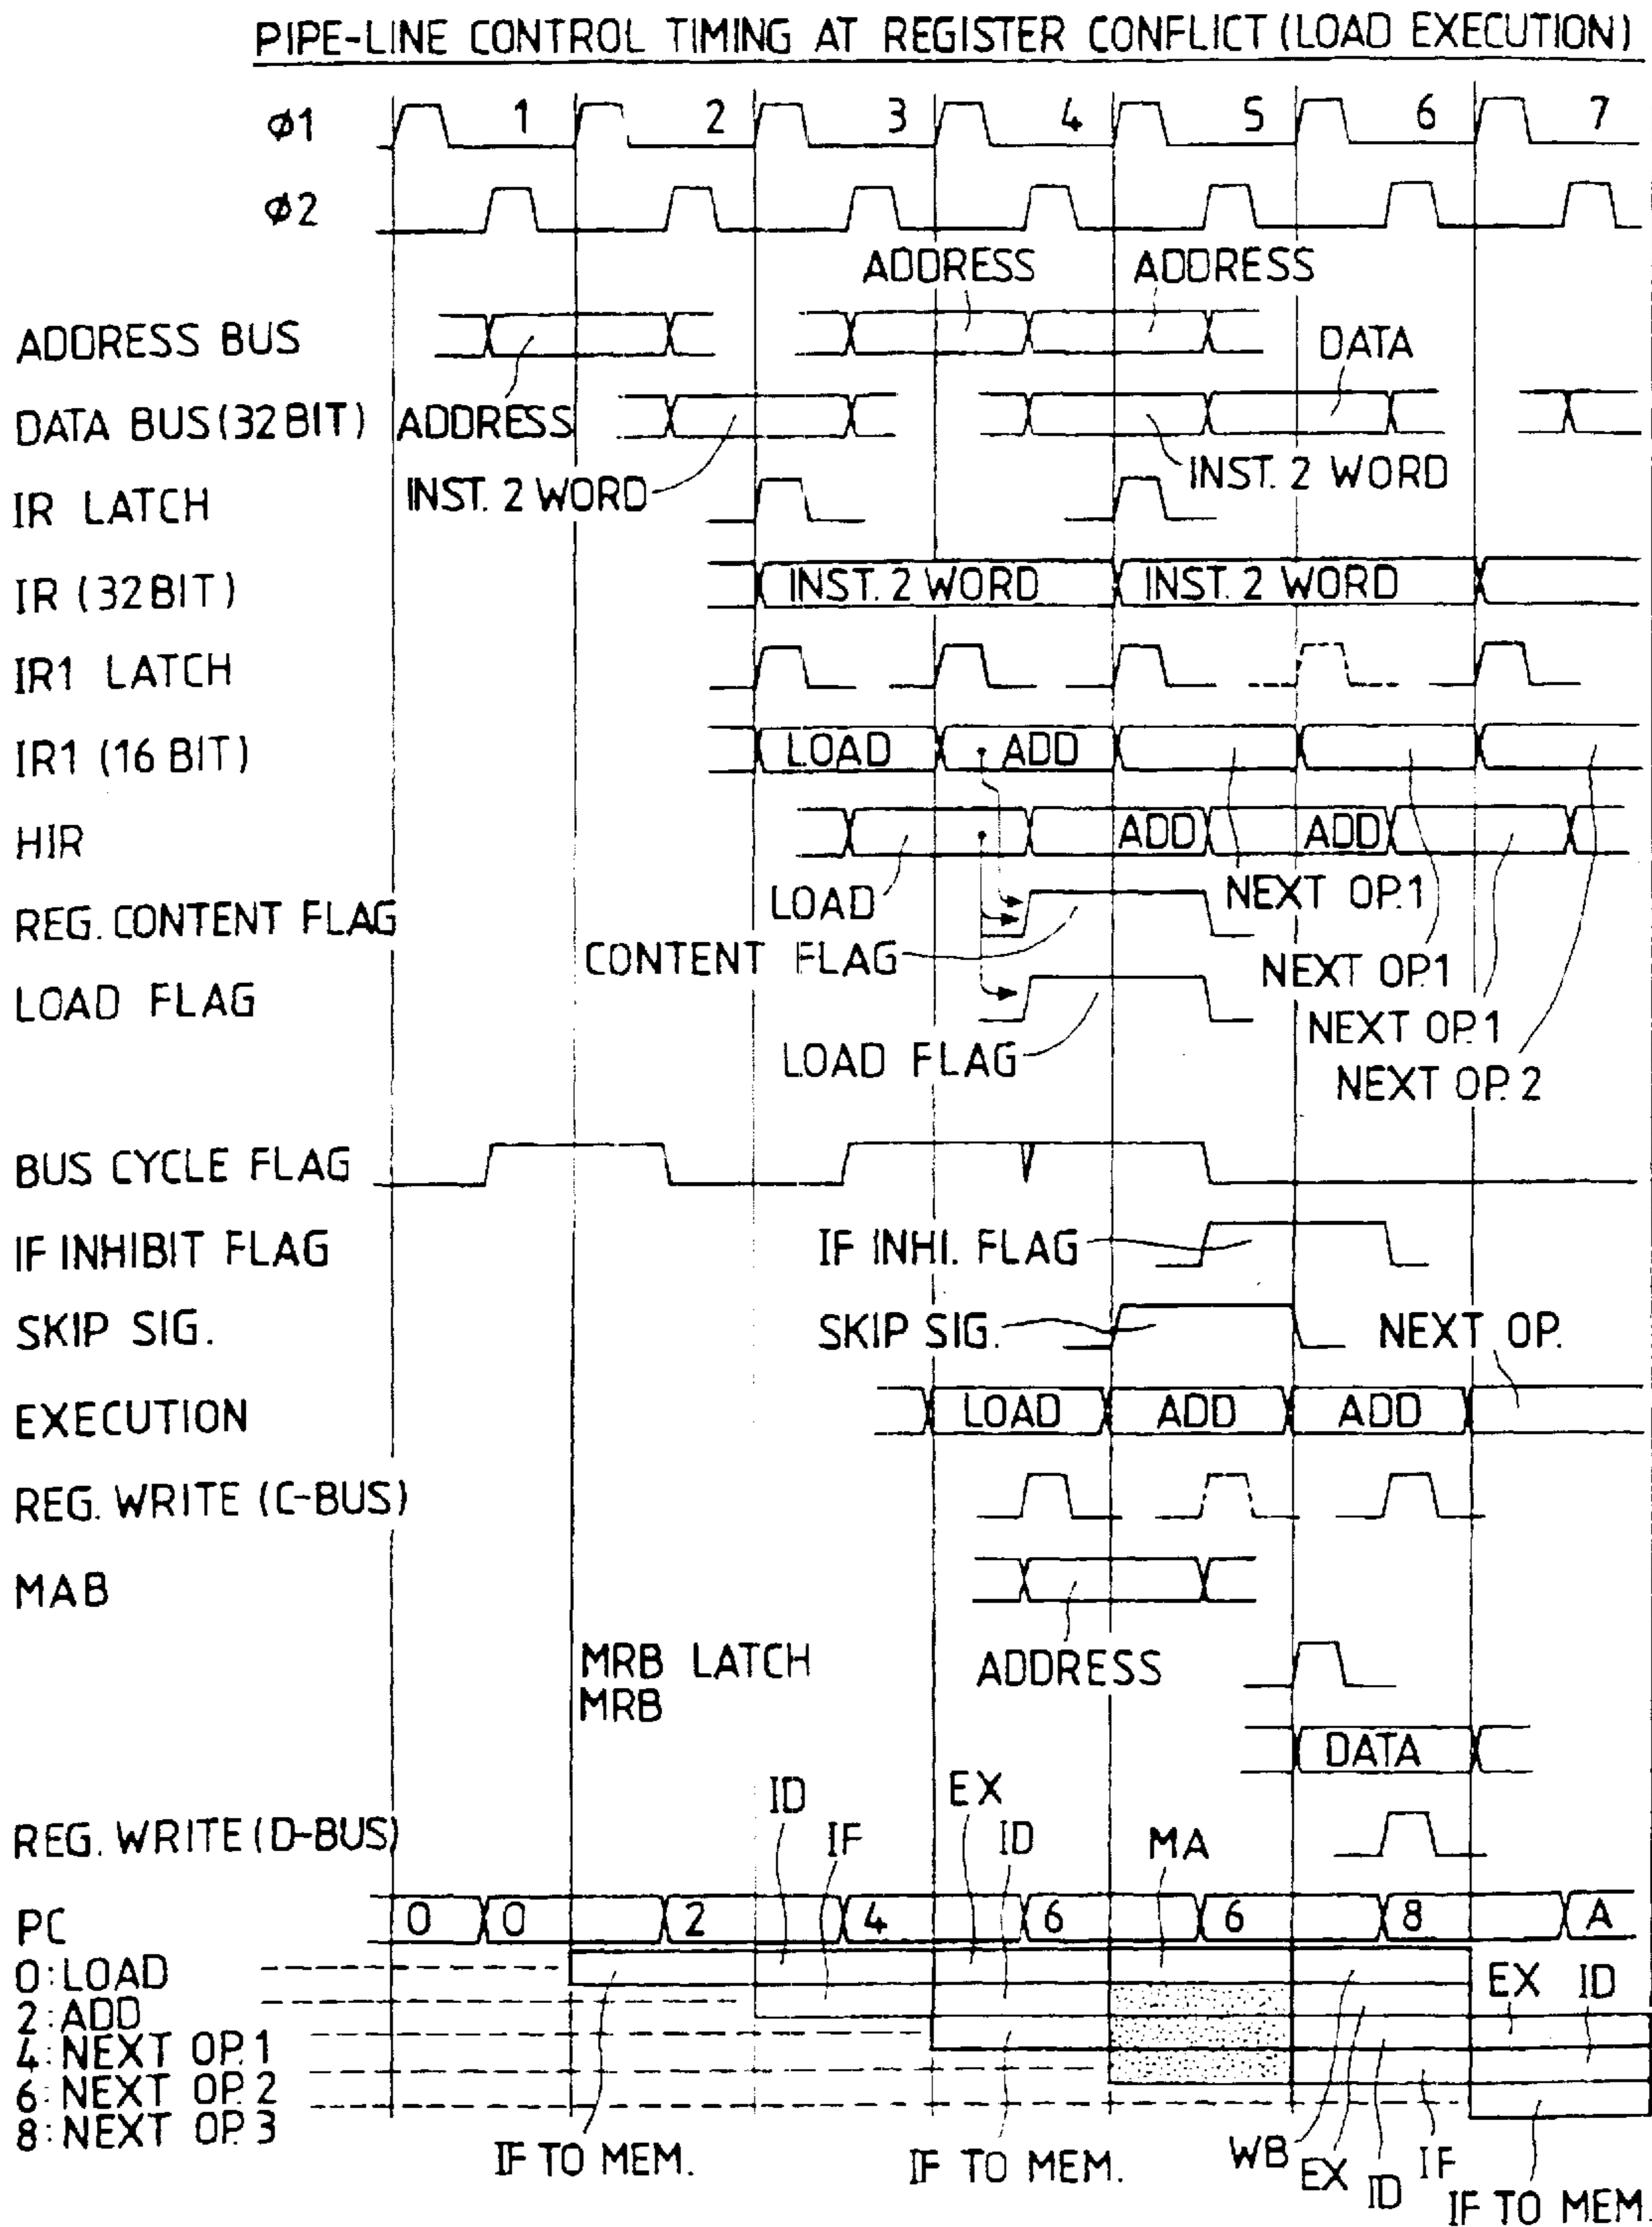 PIPE-LINE CONTROL TIMING AT REGISTER CONFLICT (LOAD EXECUTION)
ø1 1 2 3 4 5 6 7
ø2
ADDRESS ADDRESS
ADDRESS BUS
DATA
DATA BUS (32 BIT) ADDRESS
INST. 2 WORD INST. 2 WORD
IR LATCH
IR (32 BIT) INST. 2 WORD INST. 2 WORD
IR1 LATCH
IR1 (16 BIT) LOAD ADD
HIR ADD ADD
LOAD NEXT OP.1
REG. CONTENT FLAG
CONTENT FLAG NEXT OP.1
LOAD FLAG
NEXT OP.1
LOAD FLAG
NEXT OP. 2
BUS CYCLE FLAG
IF INHIBIT FLAG IF INHI. FLAG
SKIP SIG. SKIP SIG. NEXT OP.
EXECUTION LOAD ADD ADD
REG. WRITE (C-BUS)
MAB
MRB LATCH ADDRESS
MRB
DATA
ID EX
REG. WRITE (D-BUS) IF ID MA
PC 0 0 2 4 6 6 8 A
0:LOAD EX ID
2:ADD
4:NEXT OP.1
6:NEXT OP.2
8:NEXT OP.3
IF TO MEM. IF TO MEM. WB EX ID IF
IF TO MEM.